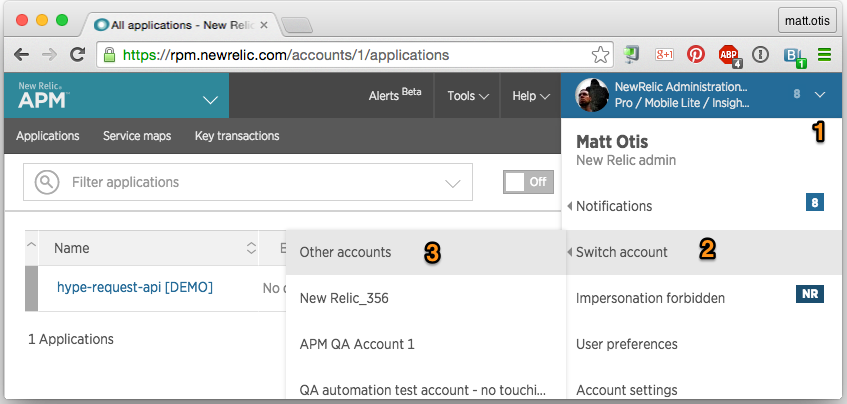 All applications - New Relic
matt.otis
https://rpm.newrelic.com/accounts/1/applications
g+1
ABP
4
B
1
New Relic®
APM™
Alerts Beta
Tools
Help
NewRelic Administration...
Pro / Mobile Lite / Insigh...
8
1
Applications
Service maps
Key transactions
Matt Otis
New Relic admin
Filter applications
Off
Notifications
8
Name
E
Other accounts
3
Switch account
2
hype-request-api [DEMO]
No
New Relic_356
Impersonation forbidden
NR
1 Applications
APM QA Account 1
User preferences
QA automation test account - no touchi...
Account settings